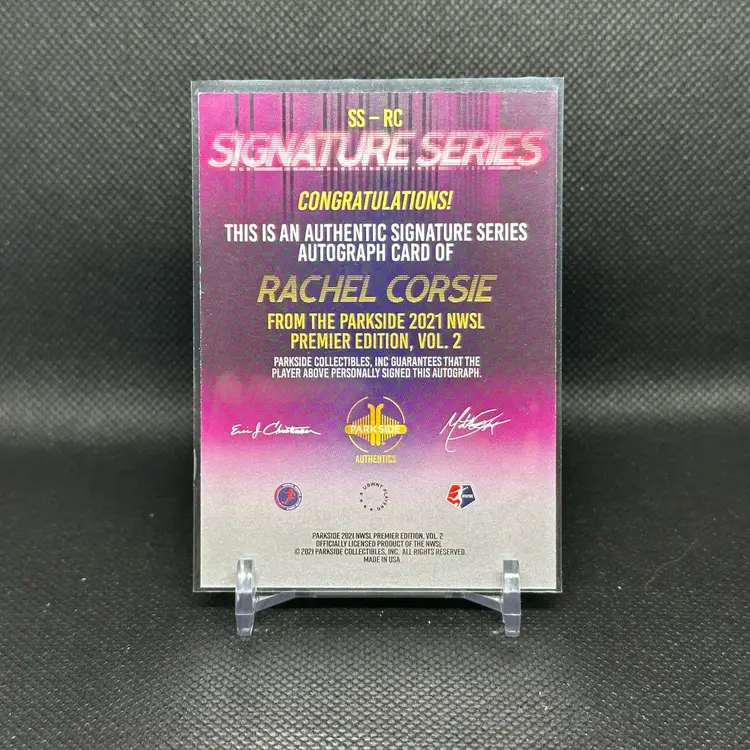 SS – RC
SIGNATURE SERIES
CONGRATULATIONS!
THIS IS AN AUTHENTIC SIGNATURE SERIES
AUTOGRAPH CARD OF
RACHEL CORSIE
FROM THE PARKSIDE 2021 NWSL
PREMIER EDITION, VOL. 2
PARKSIDE COLLECTIBLES, INC GUARANTEES THAT THE
PLAYER ABOVE PERSONALLY SIGNED THIS AUTOGRAPH.
PARKSIDE
AUTHENTICS
USWNT PLAYERS
PARKSIDE 2021 NWSL PREMIER EDITION, VOL. 2
OFFICIALLY LICENSED PRODUCT OF THE NWSL
© 2021 PARKSIDE COLLECTIBLES, INC. ALL RIGHTS RESERVED.
MADE IN USA